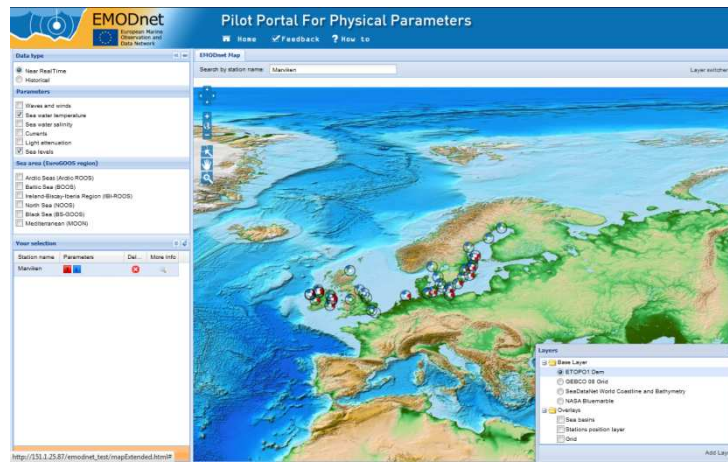 EMODnet
European Marine
Observation and
Data Network
Pilot Portal For Physical Parameters
Home Feedback ? How to
Data type
Near RealTime
Historical
Parameters
Waves and winds
Sea water temperature
Sea water salinity
Currents
Light attenuation
Sea levels
Sea area (EuroGOOS region)
Arctic Seas (Arctic ROOS)
Baltic Sea (BOOS)
Ireland-Biscay-Iberia Region (IBI-ROOS)
North Sea (NOOS)
Black Sea (BS-GOOS)
Mediterranean (MOON)
Your selection
Station name Parameters Del... More info
Marviken
EMODnet Map
Search by station name: Marviken Layer switcher
Layers
Base Layer
ETOPO1 Dem
GEBCO 08 Grid
SeaDataNet World Coastline and Bathymetry
NASA Bluemarble
Overlays
Sea basins
Stations position layer
Grid
Add Lay
http://151.1.25.87/emodnet_test/mapExtended.html#